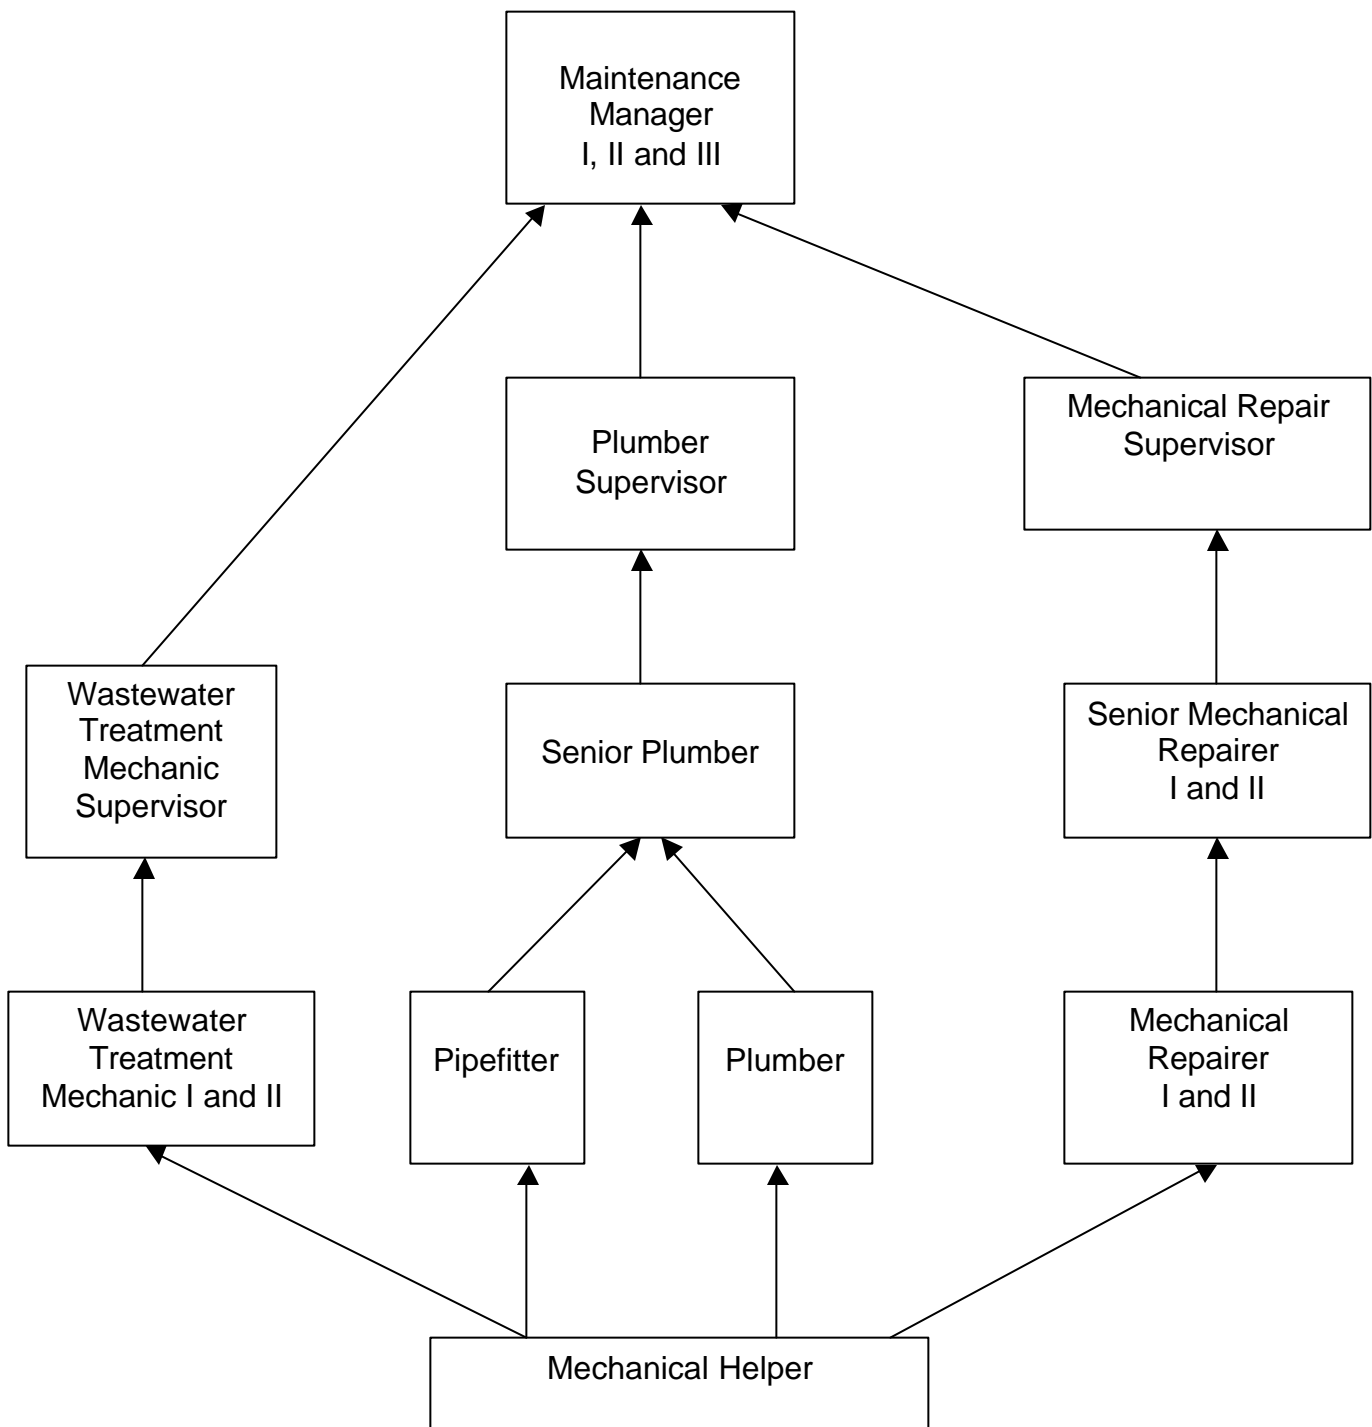 Maintenance
Manager
I, II and III
Plumber
Supervisor
Mechanical Repair
Supervisor
Wastewater
Treatment
Mechanic
Supervisor
Senior Plumber
Senior Mechanical
Repairer
I and II
Wastewater
Treatment
Mechanic I and II
Pipefitter
Plumber
Mechanical
Repairer
I and II
Mechanical Helper